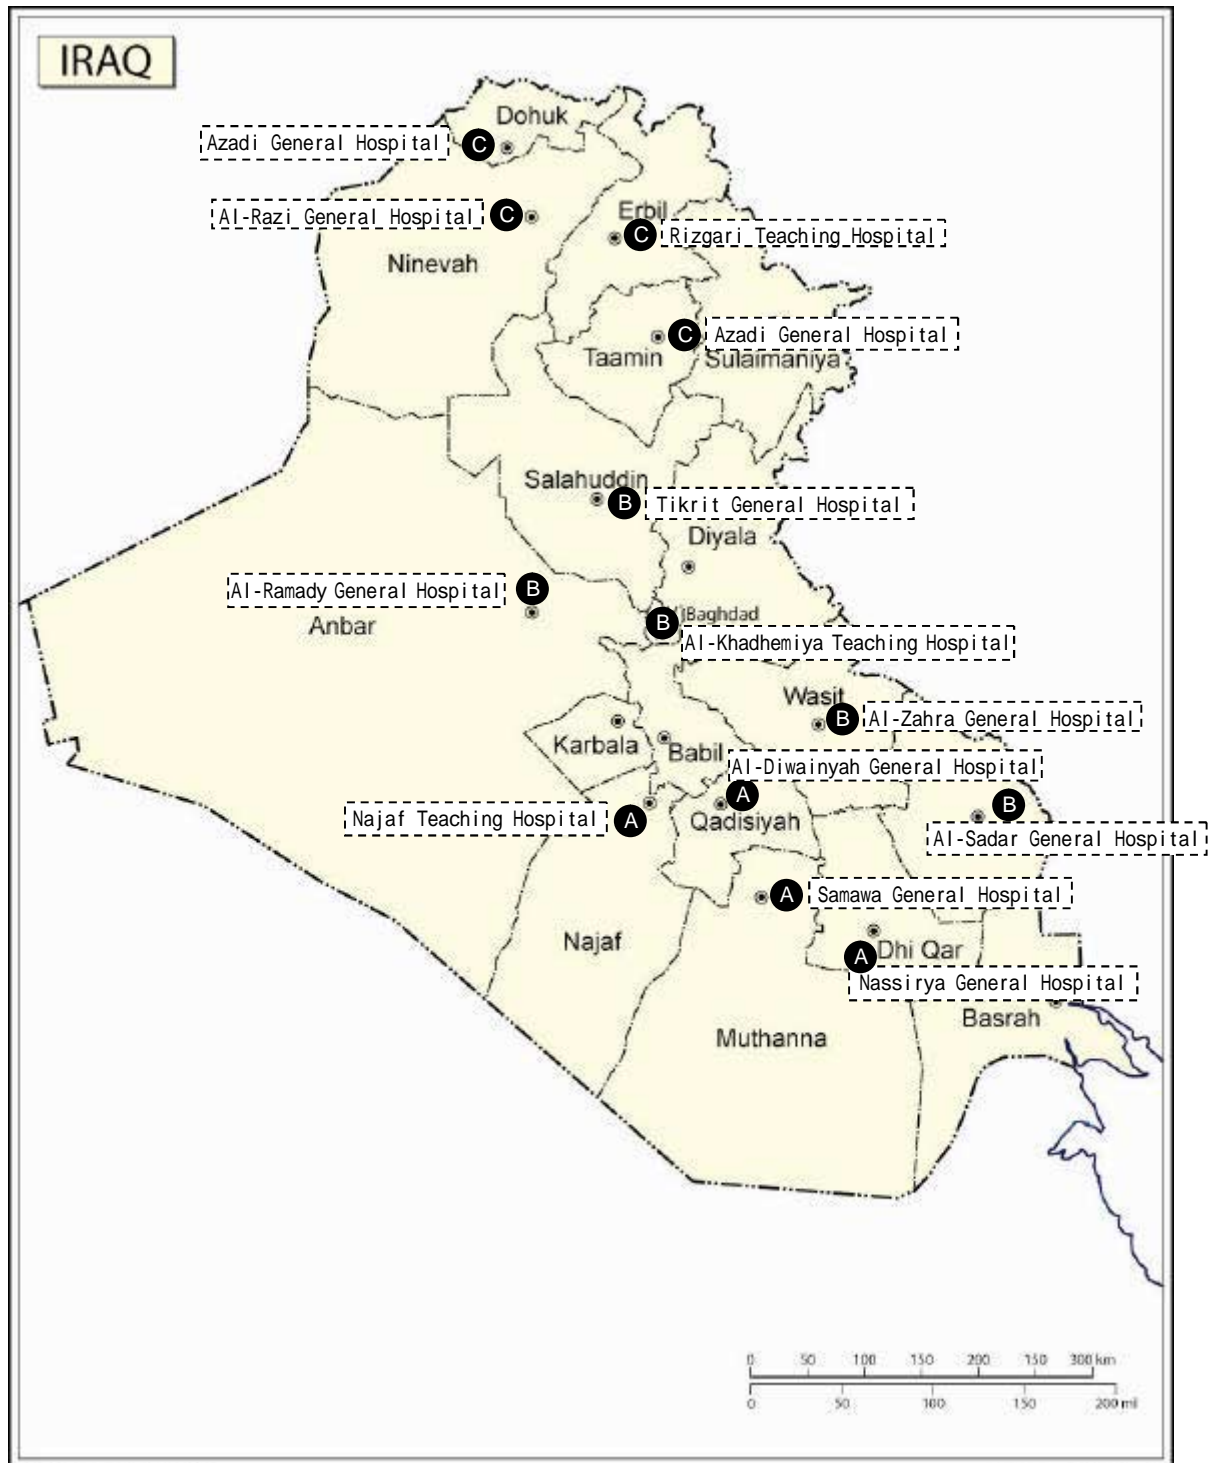 IRAQ
Dohuk
Azadi General Hospital C
Al-Razi General Hospital C
Erbil
C Rizgari Teaching Hospital
Ninevah
C Azadi General Hospital
Taamin
Sulaimaniya
Salahuddin
B Tikrit General Hospital
Diyala
Al-Ramady General Hospital B
Baghdad
Anbar
B
Al-Khadhemiya Teaching Hospital
Wasit
B Al-Zahra General Hospital
Karbala
Babil
Al-Diwainyah General Hospital
A
B
Najaf Teaching Hospital A
Qadisiyah
Al-Sadar General Hospital
A Samawa General Hospital
Najaf
Dhi Qar
A
Nassirya General Hospital
Basrah
Muthanna
0 50 100 150 200 150 300 km
0 50 100 150 200 mil